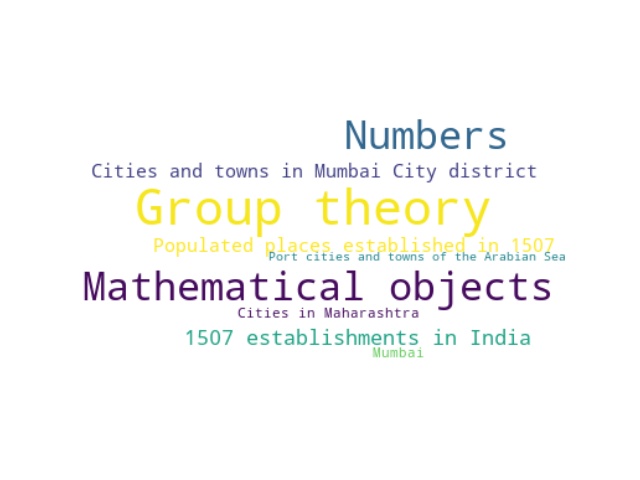 Numbers
Cities and towns in Mumbai City district
Group theory
Populated places established in 1507
Port cities and towns of the Arabian Sea
Mathematical objects
Cities in Maharashtra
1507 establishments in India
Mumbai